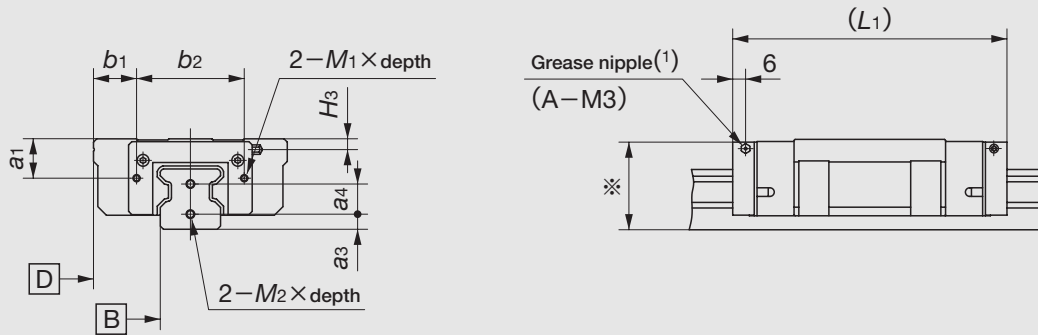 b1
b2
2−M1×depth
H3
a1
a4
a3
D
B
2−M2×depth
(L1)
Grease nipple(1)
6
(A−M3)
※